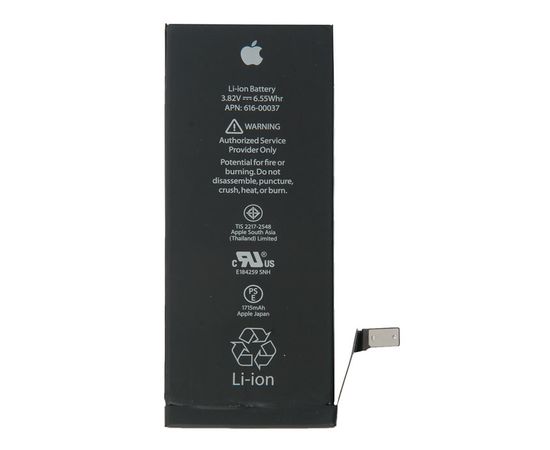 Li-ion Battery
3.82V ⎓ 6.55Whr
APN: 616-00037
WARNING
Authorized Service
Provider Only
Potential for fire or
burning. Do not
disassemble, puncture,
crush, heat, or burn.
TIS 2217-2548
Apple South Asia
(Thailand) Limited
c RU US
E184259 SNH
PS
E
1715mAh
Apple Japan
Li-ion